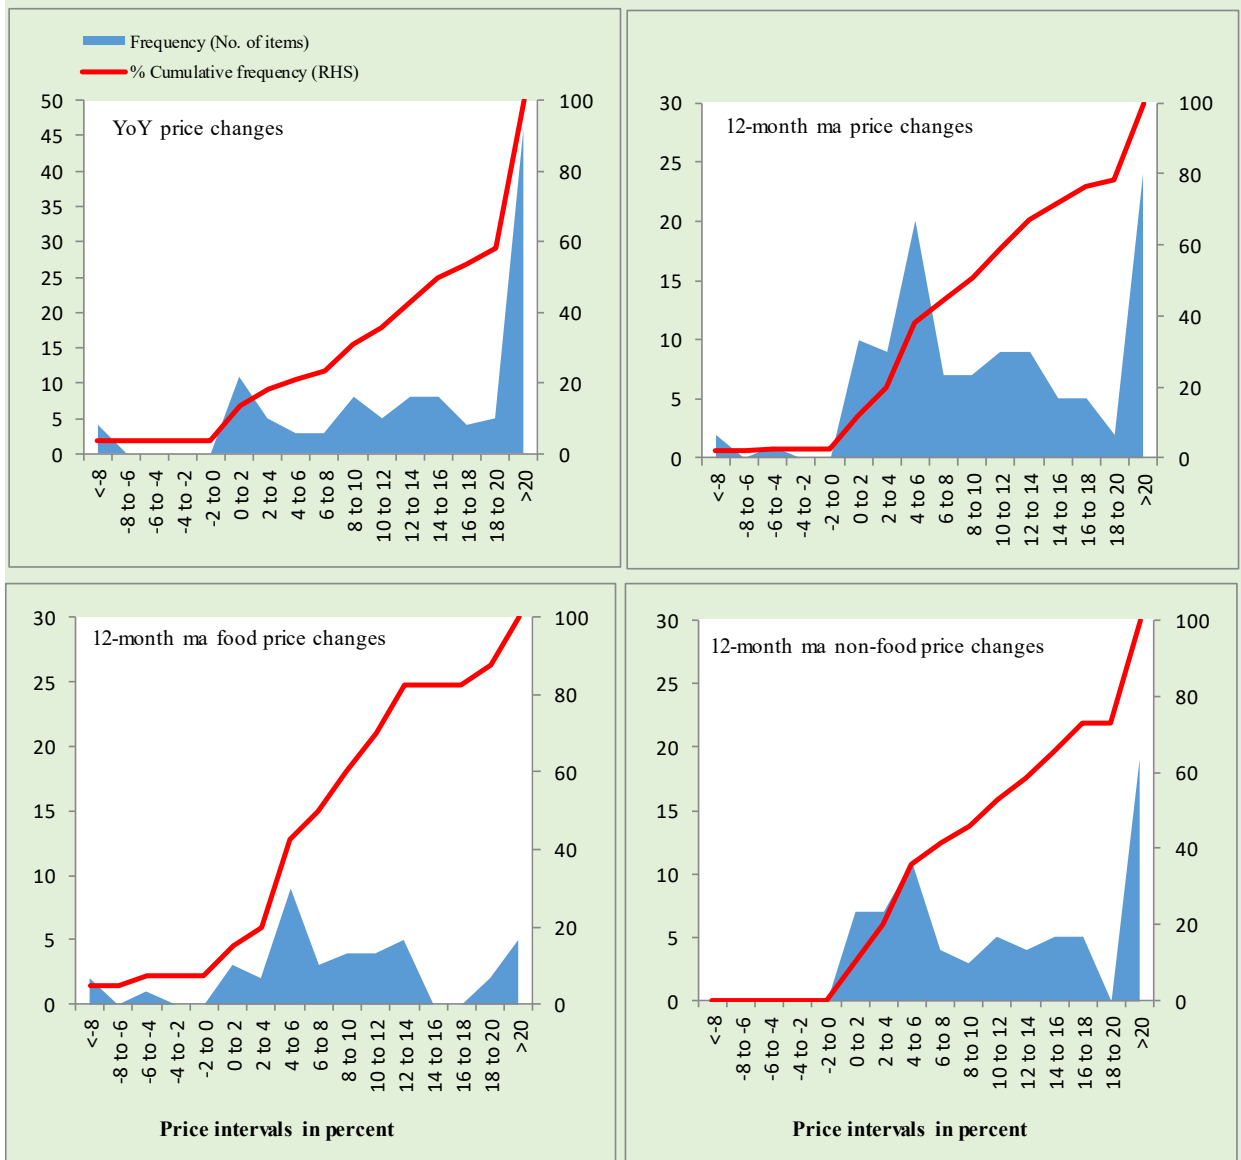 Frequency (No. of items)
% Cumulative frequency (RHS)
YoY price changes
50
45
40
35
30
25
20
15
10
5
0
100
80
60
40
20
0
<-8
-8 to -6
-6 to -4
-4 to -2
-2 to 0
0 to 2
2 to 4
4 to 6
6 to 8
8 to 10
10 to 12
12 to 14
14 to 16
16 to 18
18 to 20
>20
12-month ma price changes
30
25
20
15
10
5
0
100
80
60
40
20
0
<-8
-8 to -6
-6 to -4
-4 to -2
-2 to 0
0 to 2
2 to 4
4 to 6
6 to 8
8 to 10
10 to 12
12 to 14
14 to 16
16 to 18
18 to 20
>20
12-month ma food price changes
30
25
20
15
10
5
0
100
80
60
40
20
0
<-8
-8 to -6
-6 to -4
-4 to -2
-2 to 0
0 to 2
2 to 4
4 to 6
6 to 8
8 to 10
10 to 12
12 to 14
14 to 16
16 to 18
18 to 20
>20
Price intervals in percent
12-month ma non-food price changes
30
25
20
15
10
5
0
100
80
60
40
20
0
<-8
-8 to -6
-6 to -4
-4 to -2
-2 to 0
0 to 2
2 to 4
4 to 6
6 to 8
8 to 10
10 to 12
12 to 14
14 to 16
16 to 18
18 to 20
>20
Price intervals in percent